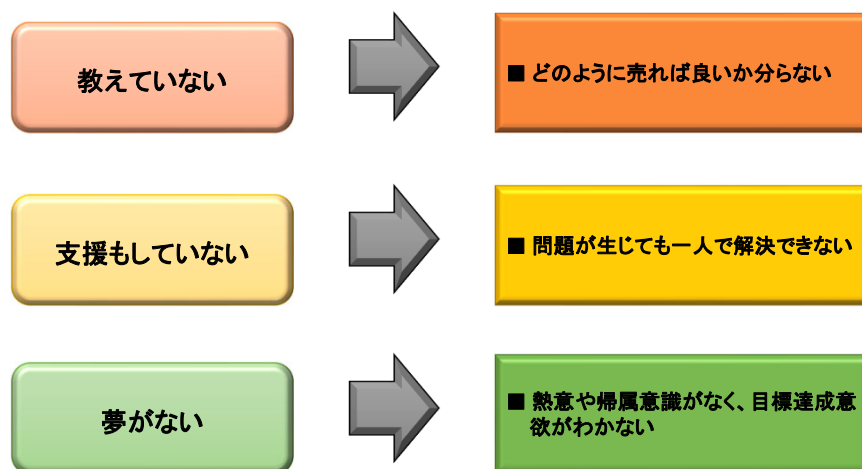 教えていない
■ どのように売れば良いか分らない
支援もしていない
■ 問題が生じても一人で解決できない
夢がない
■ 熱意や帰属意識がなく、目標達成意
欲がわかない